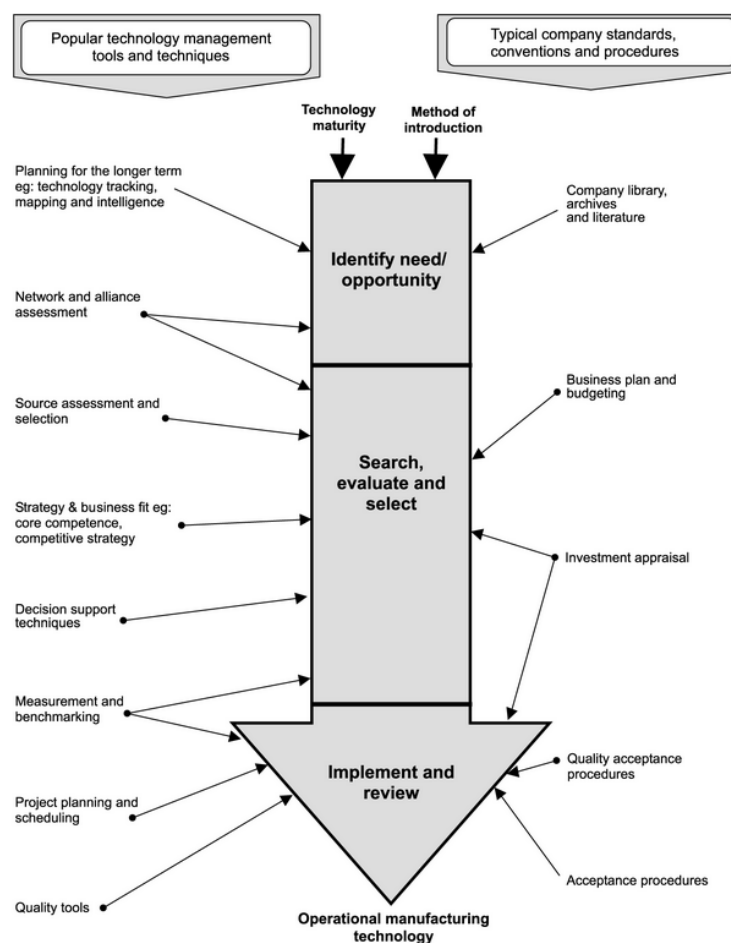 Popular technology management
tools and techniques
Typical company standards,
conventions and procedures
Technology
maturity
Method of
introduction
Planning for the longer term
eg: technology tracking,
mapping and intelligence
Company library,
archives
and literature
Identify need/
opportunity
Network and alliance
assessment
Business plan and
budgeting
Source assessment and
selection
Search,
evaluate and
select
Strategy & business fit eg:
core competence,
competitive strategy
Investment appraisal
Decision support
techniques
Measurement and
benchmarking
Implement and
review
Quality acceptance
procedures
Project planning and
scheduling
Acceptance procedures
Quality tools
Operational manufacturing
technology